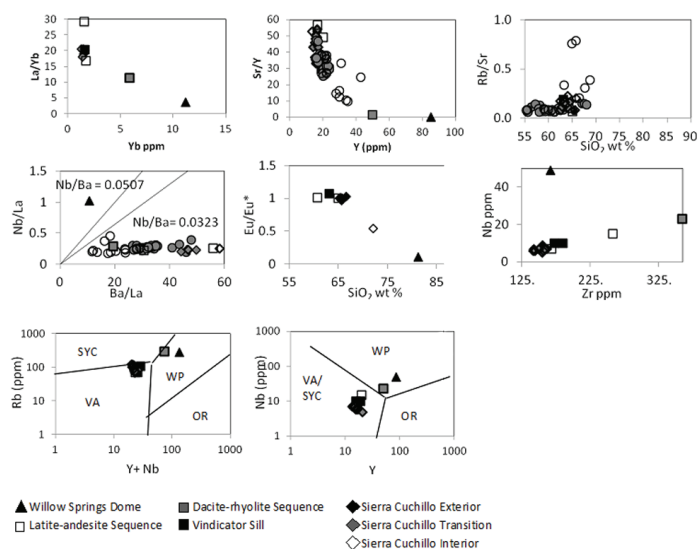 La/Yb
30
25
20
15
10
5
0
0 5 10 15
Yb ppm
Sr/Y
60
50
40
30
20
10
0
0 20 40 60 80 100
Y (ppm)
Rb/Sr
1.0
0.5
0.0
55 60 65 70 75 80 85 90
SiO2 wt %
Nb/La
1.5
1
0.5
0
Nb/Ba = 0.0507
Nb/Ba = 0.0323
0 20 40 60
Ba/La
Eu/Eu*
1.5
1
0.5
0
55 65 75 85
SiO2 wt %
Nb ppm
40
20
0
125. 225. 325.
Zr ppm
Rb (ppm)
1000
100
10
1
SYC
WP
VA
OR
1 10 100 1000
Y+ Nb
Nb (ppm)
1000
100
10
1
WP
VA/
SYC
OR
1 10 100 1000
Y
Willow Springs Dome
Dacite-rhyolite Sequence
Sierra Cuchillo Exterior
Latite-andesite Sequence
Vindicator Sill
Sierra Cuchillo Transition
Sierra Cuchillo Interior